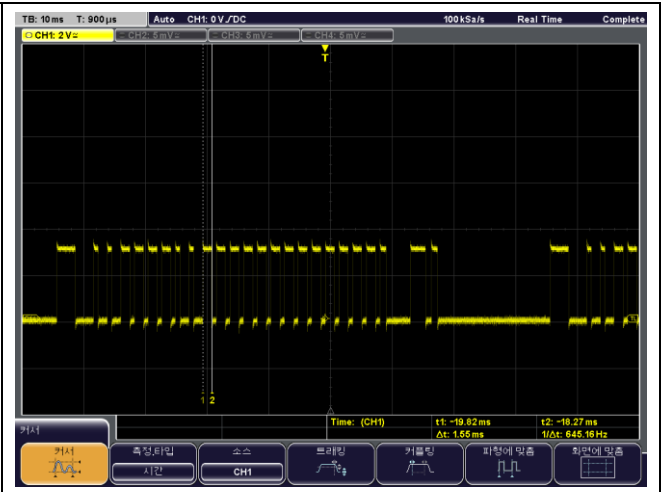 TB: 10 ms T: 900 µs Auto CH1: 0 V DC 100 kSa/s Real Time Complete
CH1: 2 V CH2: 5 mV CH3: 5 mV CH4: 5 mV
T
1 2
Time: (CH1) t1: -19.82 ms t2: -18.27 ms
Δt: 1.55 ms 1/Δt: 645.16 Hz
커서
커서 측정,타입 소스 트래킹 커플링 파형에 맞춤 화면에 맞춤
시간 CH1